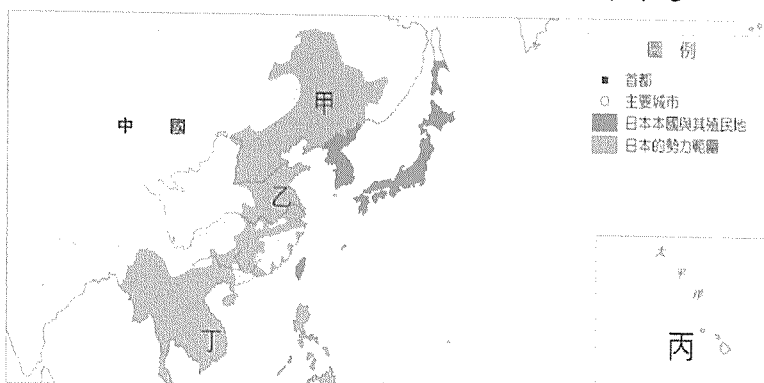 圖 例
首都
主要城市
日本本國與其殖民地
日本的勢力範圍
中 國
甲
乙
丁
太
平
洋
丙